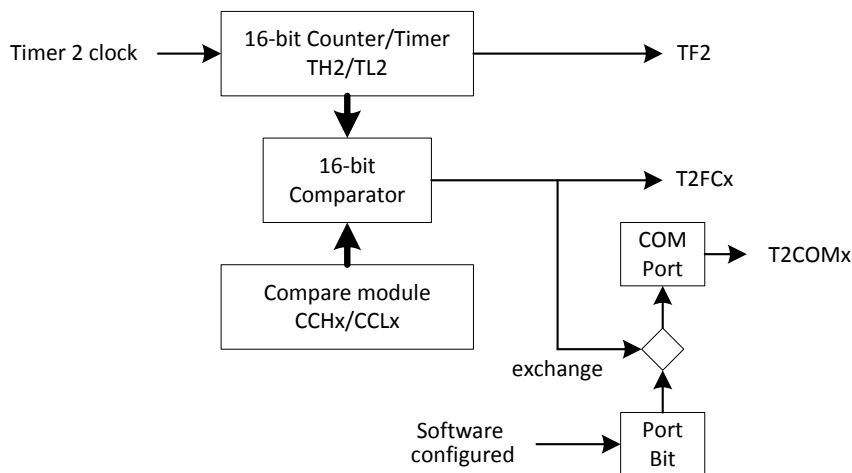 Timer 2 clock
16-bit Counter/Timer
TH2/TL2
TF2
16-bit
Comparator
T2FCx
COM
Port
T2COMx
Compare module
CCHx/CCLx
exchange
Software
configured
Port
Bit